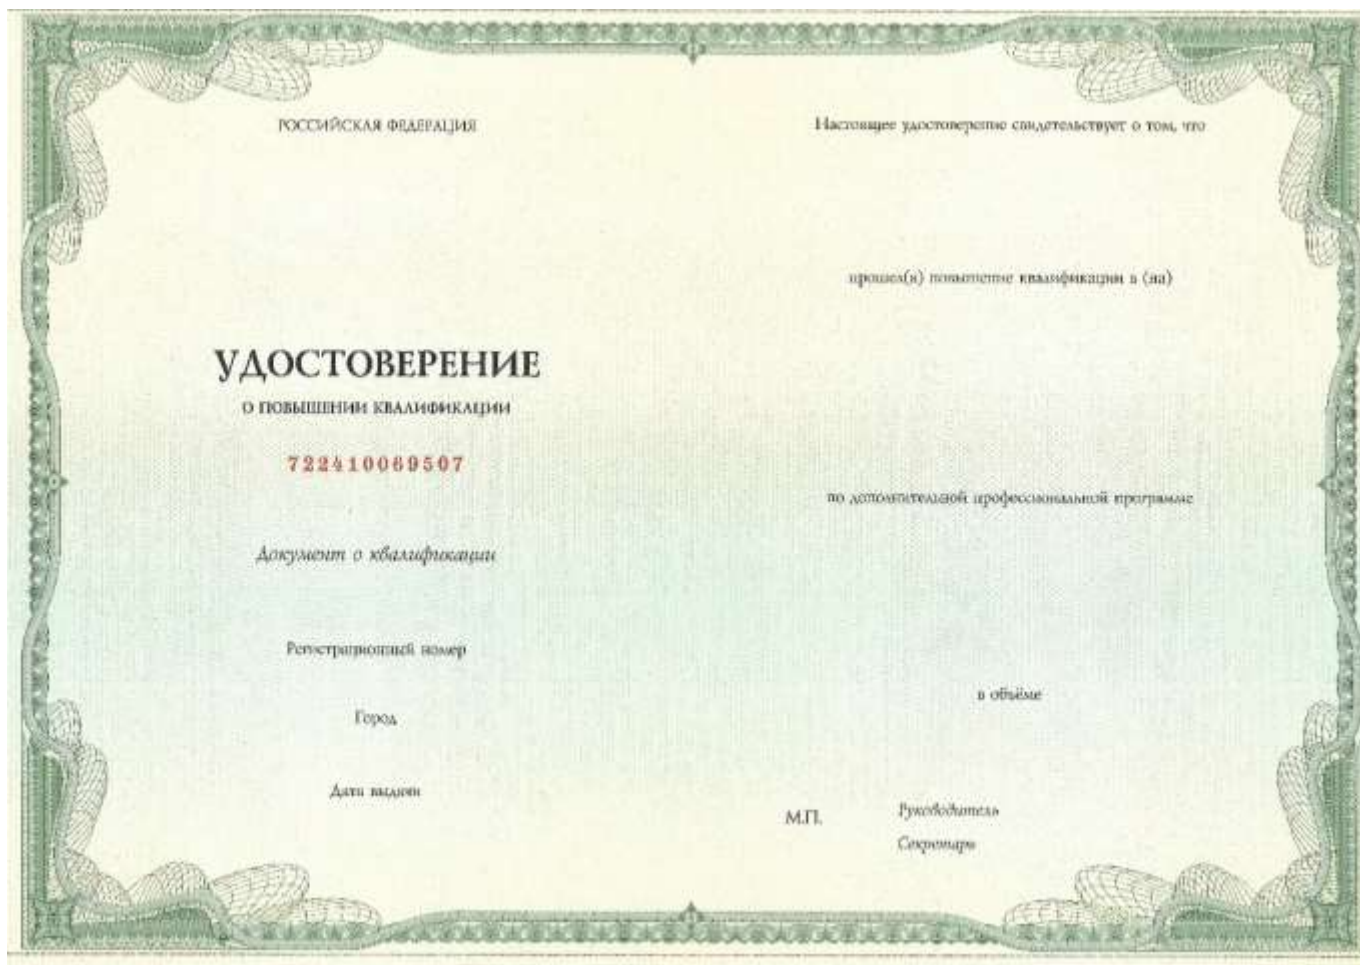 РОССИЙСКАЯ ФЕДЕРАЦИЯ
УДОСТОВЕРЕНИЕ
О ПОВЫШЕНИИ КВАЛИФИКАЦИИ
722410069507
Документ о квалификации
Регистрационный номер
Город
Дата выдачи
Настоящее удостоверение свидетельствует о том, что
прошел(а) повышение квалификации в (на)
по дополнительной профессиональной программе
в объёме
М.П.
Руководитель
Секретарь